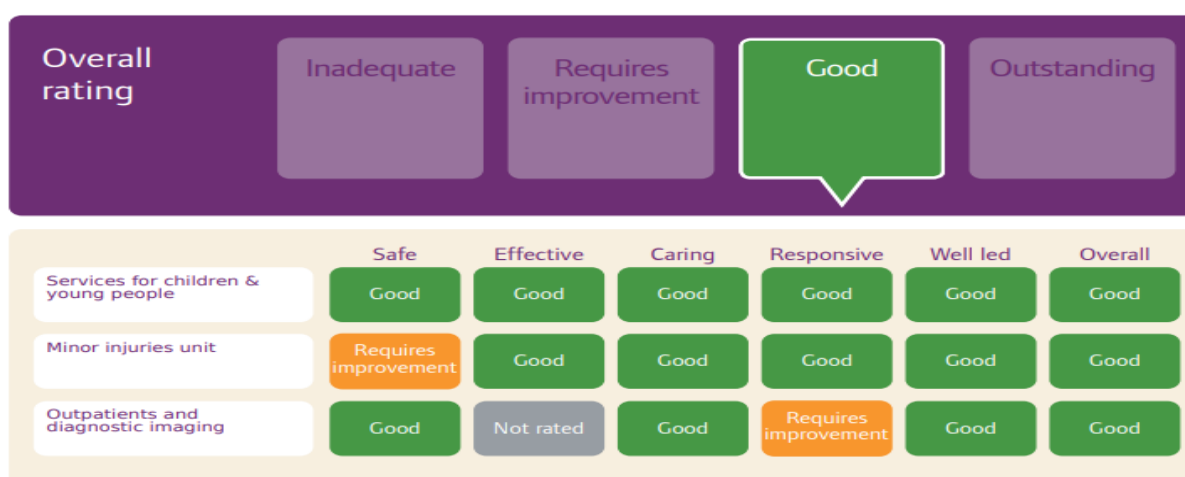 Overall
rating
Inadequate
Requires
improvement
Good
Outstanding
Safe Effective Caring Responsive Well led Overall
Services for children &
young people
Good Good Good Good Good Good
Minor injuries unit
Requires
improvement
Good Good Good Good Good
Outpatients and
diagnostic imaging
Good Not rated Good
Requires
improvement
Good Good